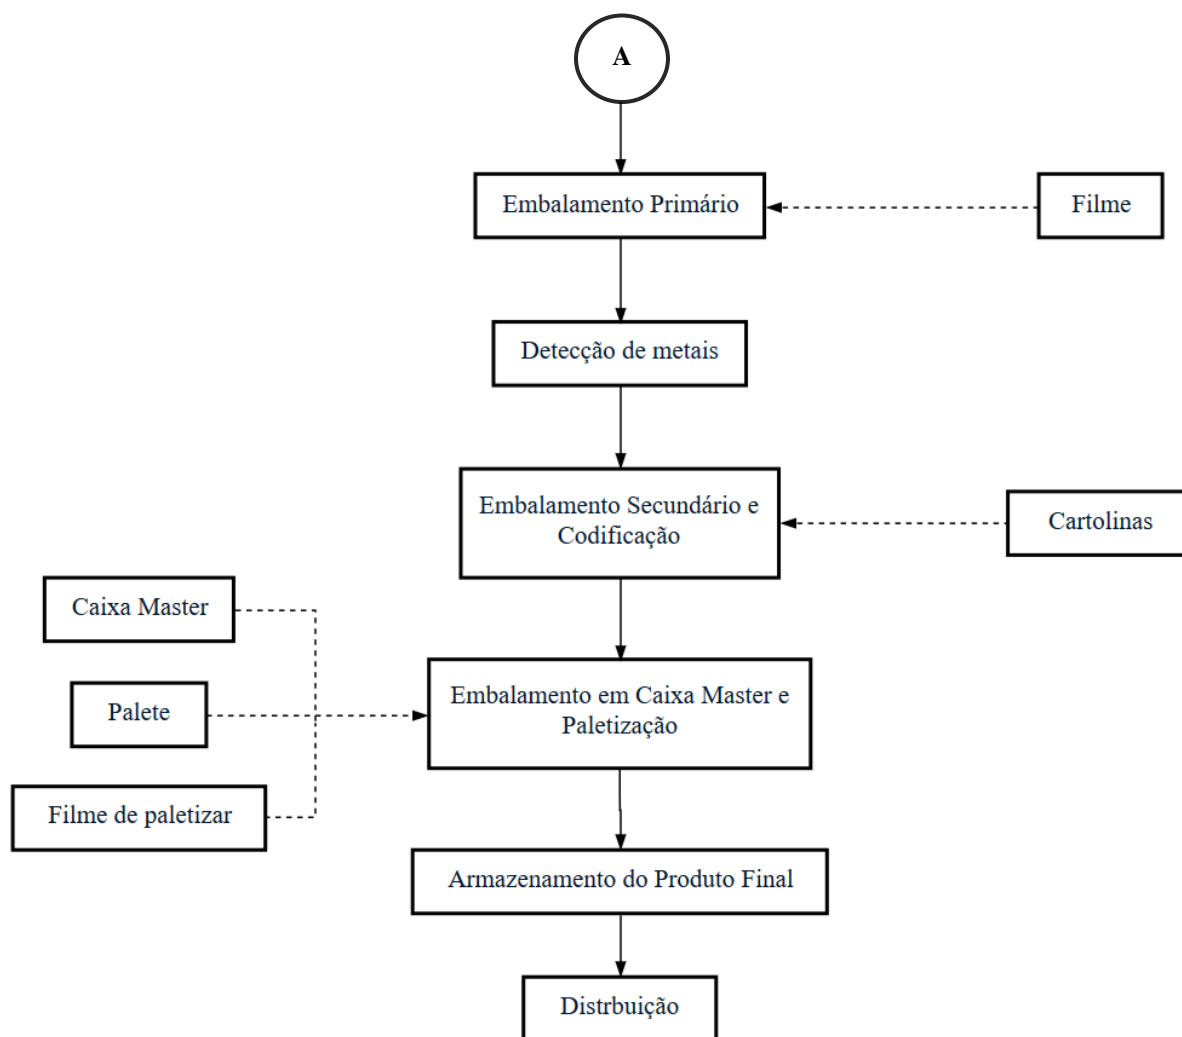 A
Embalamento Primário
Filme
Detecção de metais
Embalamento Secundário e
Codificação
Cartolinas
Caixa Master
Palete
Filme de paletizar
Embalamento em Caixa Master e
Paletização
Armazenamento do Produto Final
Distrbuição